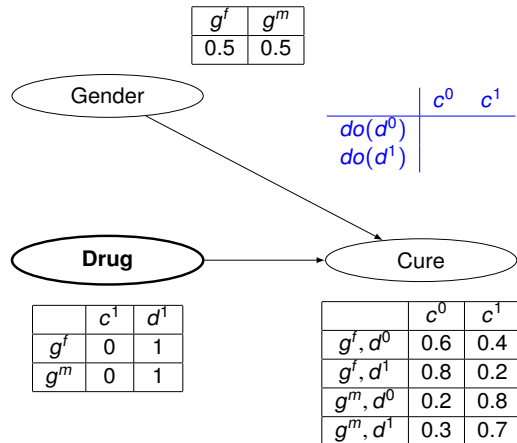 g^f g^m
0.5 0.5
Gender
c^0 c^1
do(d^0)
do(d^1)
Drug
Cure
c^1 d^1
g^f 0 1
g^m 0 1
c^0 c^1
g^f, d^0 0.6 0.4
g^f, d^1 0.8 0.2
g^m, d^0 0.2 0.8
g^m, d^1 0.3 0.7